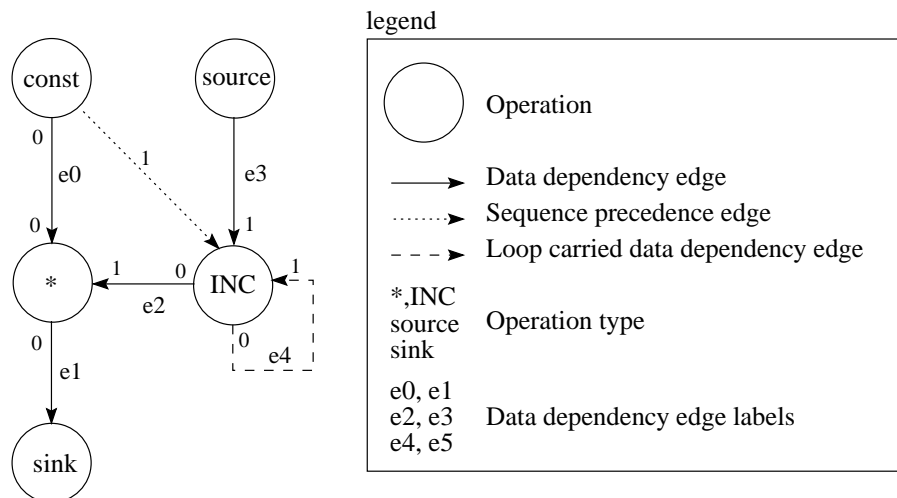 legend
const
source
Operation
0
1
e0
e3
Data dependency edge
Sequence precedence edge
0
1
Loop carried data dependency edge
*
1
0
e2
INC
1
*,INC
source
sink
Operation type
0
0
e1
e4
e0, e1
e2, e3
e4, e5
Data dependency edge labels
sink